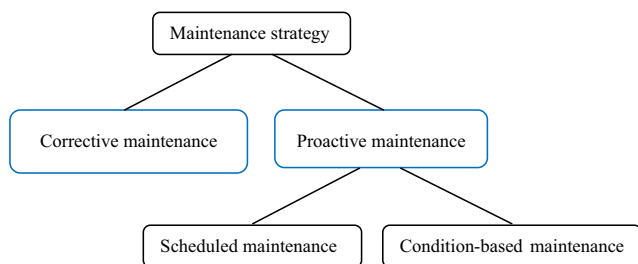 Maintenance strategy
Corrective maintenance
Proactive maintenance
Scheduled maintenance
Condition-based maintenance